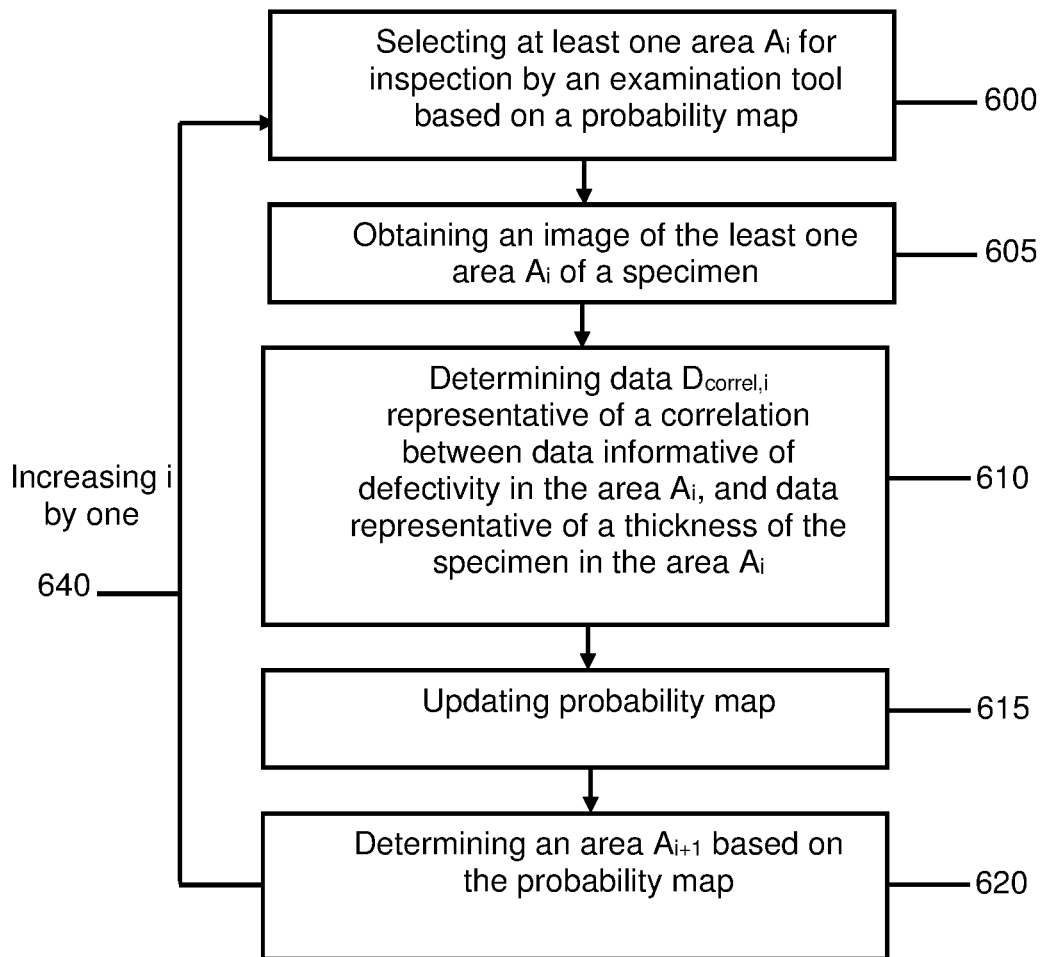 Selecting at least one area Ai for
inspection by an examination tool
based on a probability map
600
Obtaining an image of the least one
area Ai of a specimen
605
Determining data Dcorrel,i
representative of a correlation
between data informative of
defectivity in the area Ai, and data
representative of a thickness of the
specimen in the area Ai
610
Increasing i
by one
640
Updating probability map
615
Determining an area Ai+1 based on
the probability map
620